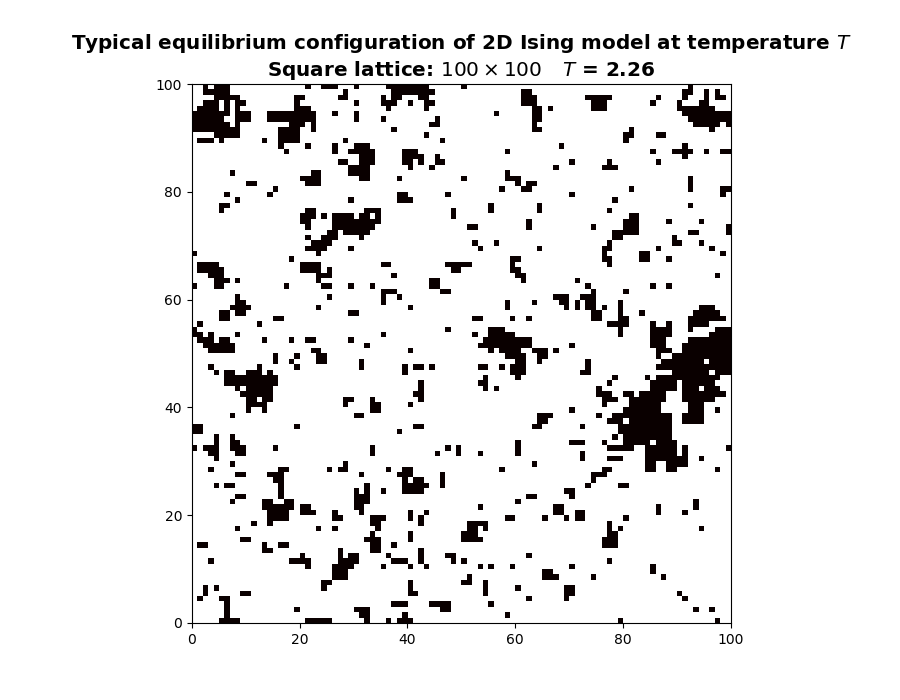 Typical equilibrium configuration of 2D Ising model at temperature T
Square lattice: 100 × 100 T = 2.26
100
80
60
40
20
0
0 20 40 60 80 100